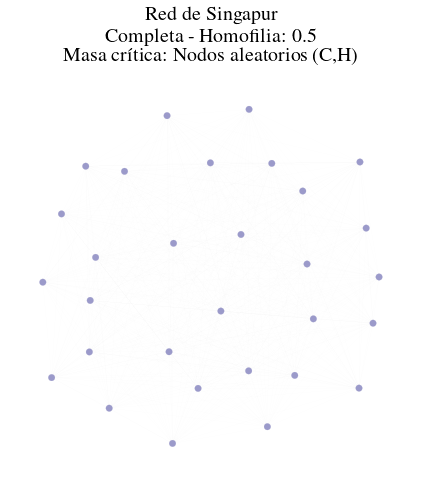 Red de Singapur
Completa - Homofilia: 0.5
Masa crítica: Nodos aleatorios (C,H)